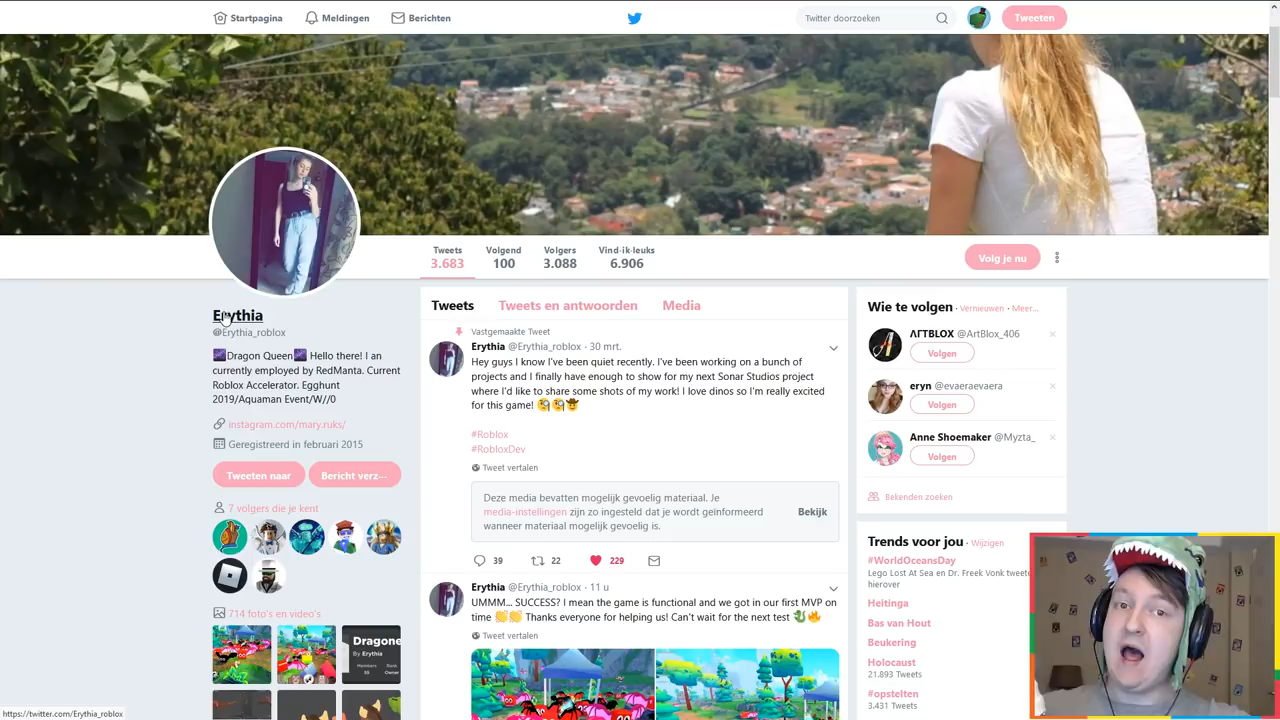 Startpagina
Meldingen
Berichten
Twitter doorzoeken
Tweeten
Tweets
3.683
Volgend
100
Volgers
3.088
Vind-ik-leuks
6.906
Volg je nu
Erythia
@Erythia_roblox
Dragon Queen Hello there! I am
currently employed by RedManta. Current
Roblox Accelerator. Egghunt
2019/Aquaman Event/W//0
instagram.com/mary.ruks/
Geregistreerd in februari 2015
Tweeten naar
Bericht verz···
7 volgers die je kent
714 foto's en video's
Dragone
By Erythia
Members
Rank
Owner
Tweets
Tweets en antwoorden
Media
Vastgemaakte Tweet
Erythia @Erythia_roblox · 30 mrt.
Hey guys I know I've been quiet recently. I've been working on a bunch of
projects and I finally have enough to show for my next Sonar Studios project
where I'd like to share some shots of my work! I love dinos so I'm really excited
for this game! 🧐🧐🤠
#Roblox
#RobloxDev
Tweet vertalen
Deze media bevatten mogelijk gevoelig materiaal. Je
media-instellingen zijn zo ingesteld dat je wordt geïnformeerd
wanneer materiaal mogelijk gevoelig is.
Bekijk
39
22
229
Erythia @Erythia_roblox · 11 u
UMMM... SUCCESS? I mean the game is functional and we got in our first MVP on
time 👏👏 Thanks everyone for helping us! Can't wait for the next test 🐉🔥
Tweet vertalen
Wie te volgen · Vernieuwen · Meer...
ΛΓTBLOX @ArtBlox_406
Volgen
eryn @evaeraevaera
Volgen
Anne Shoemaker @Myzta_
Volgen
Bekenden zoeken
Trends voor jou · Wijzigen
#WorldOceansDay
Lego Lost At Sea en Dr. Freek Vonk tweete
hierover
Heitinga
Bas van Hout
Beukering
Holocaust
21.893 Tweets
#opstelten
3.431 Tweets
https://twitter.com/Erythia_roblox